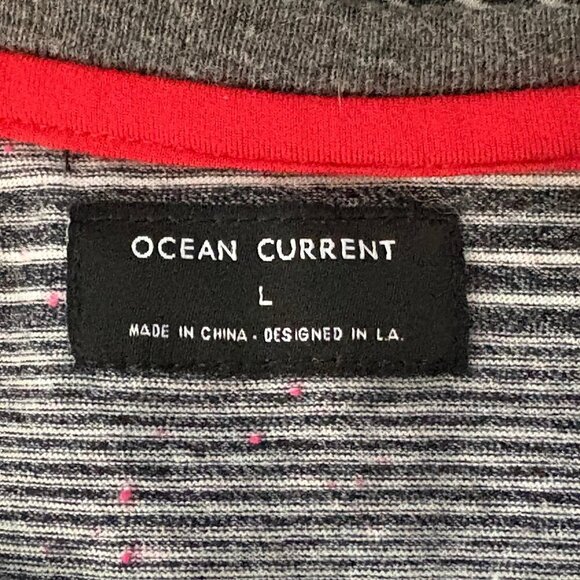 OCEAN CURRENT
L
MADE IN CHINA · DESIGNED IN L.A.